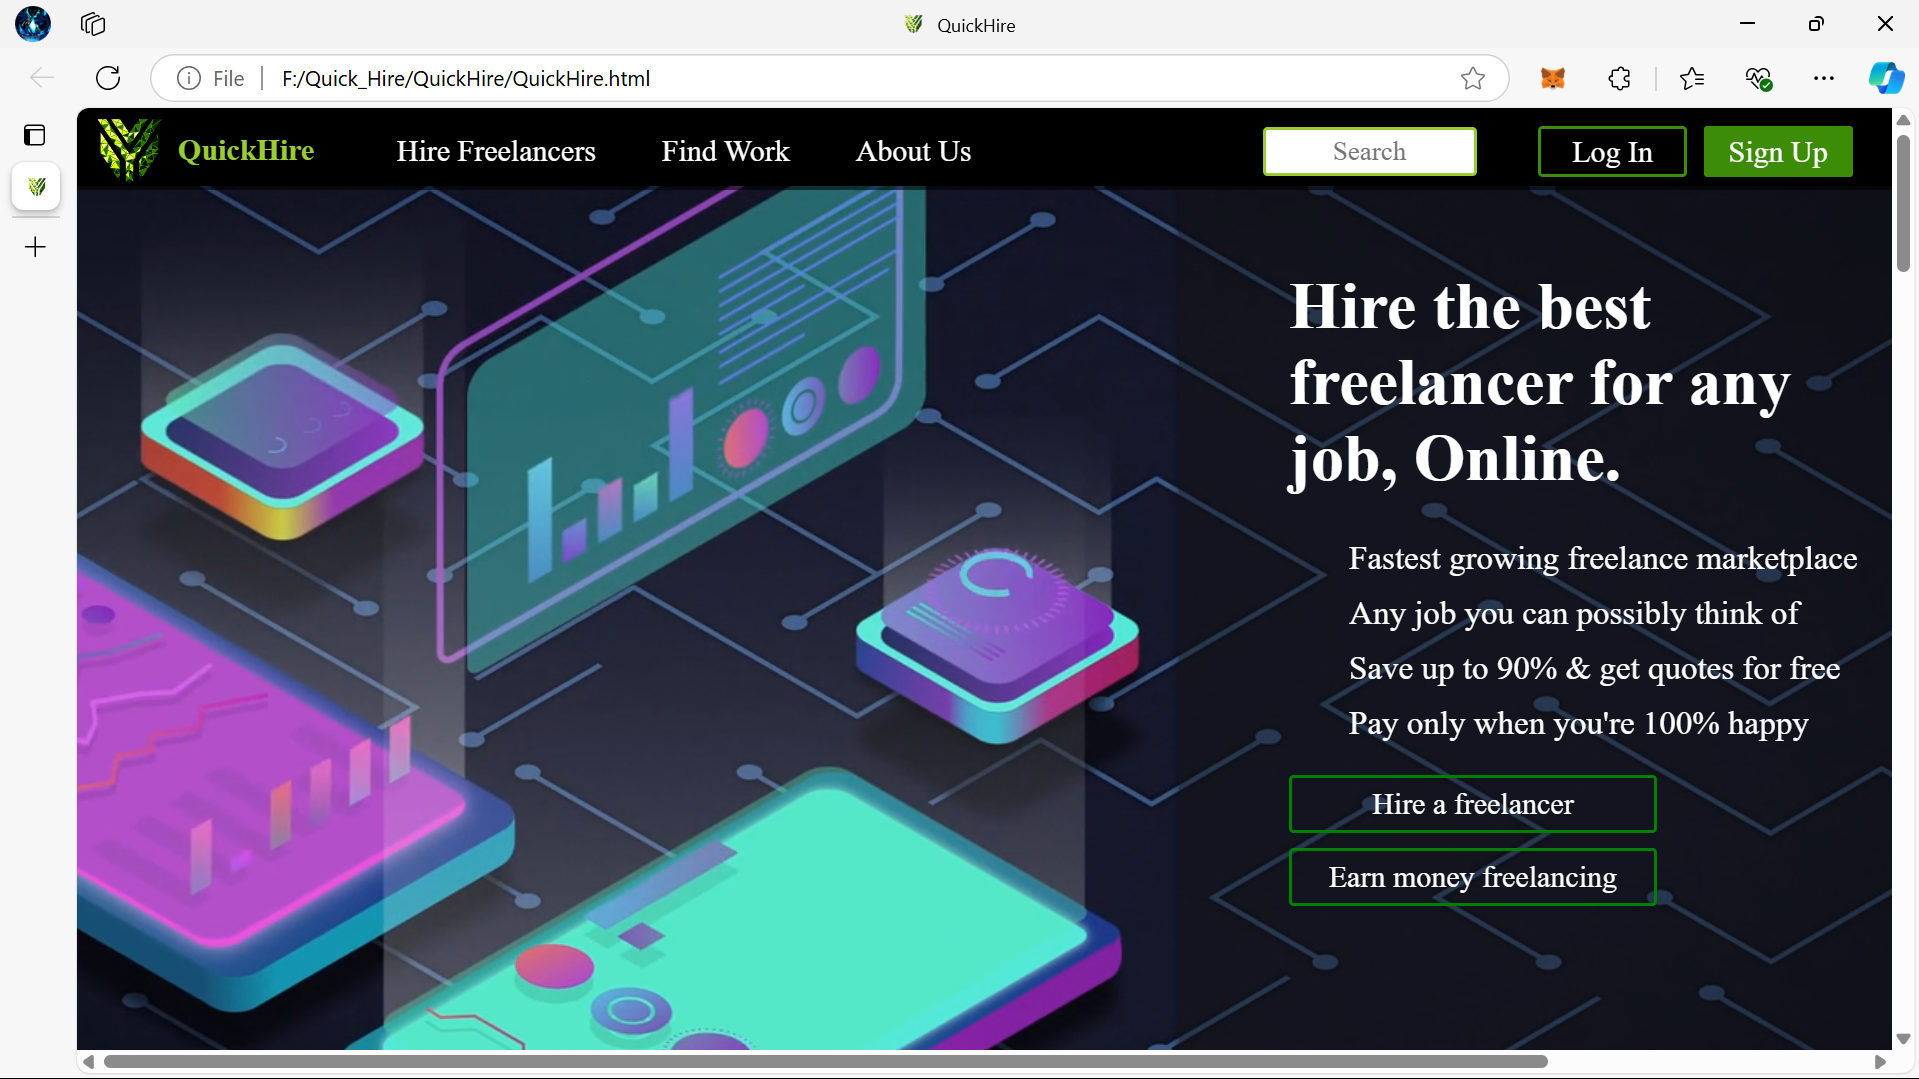 QuickHire
File
F:/Quick_Hire/QuickHire/QuickHire.html
QuickHire
Hire Freelancers
Find Work
About Us
Search
Log In
Sign Up
Hire the best
freelancer for any
job, Online.
Fastest growing freelance marketplace
Any job you can possibly think of
Save up to 90% & get quotes for free
Pay only when you're 100% happy
Hire a freelancer
Earn money freelancing